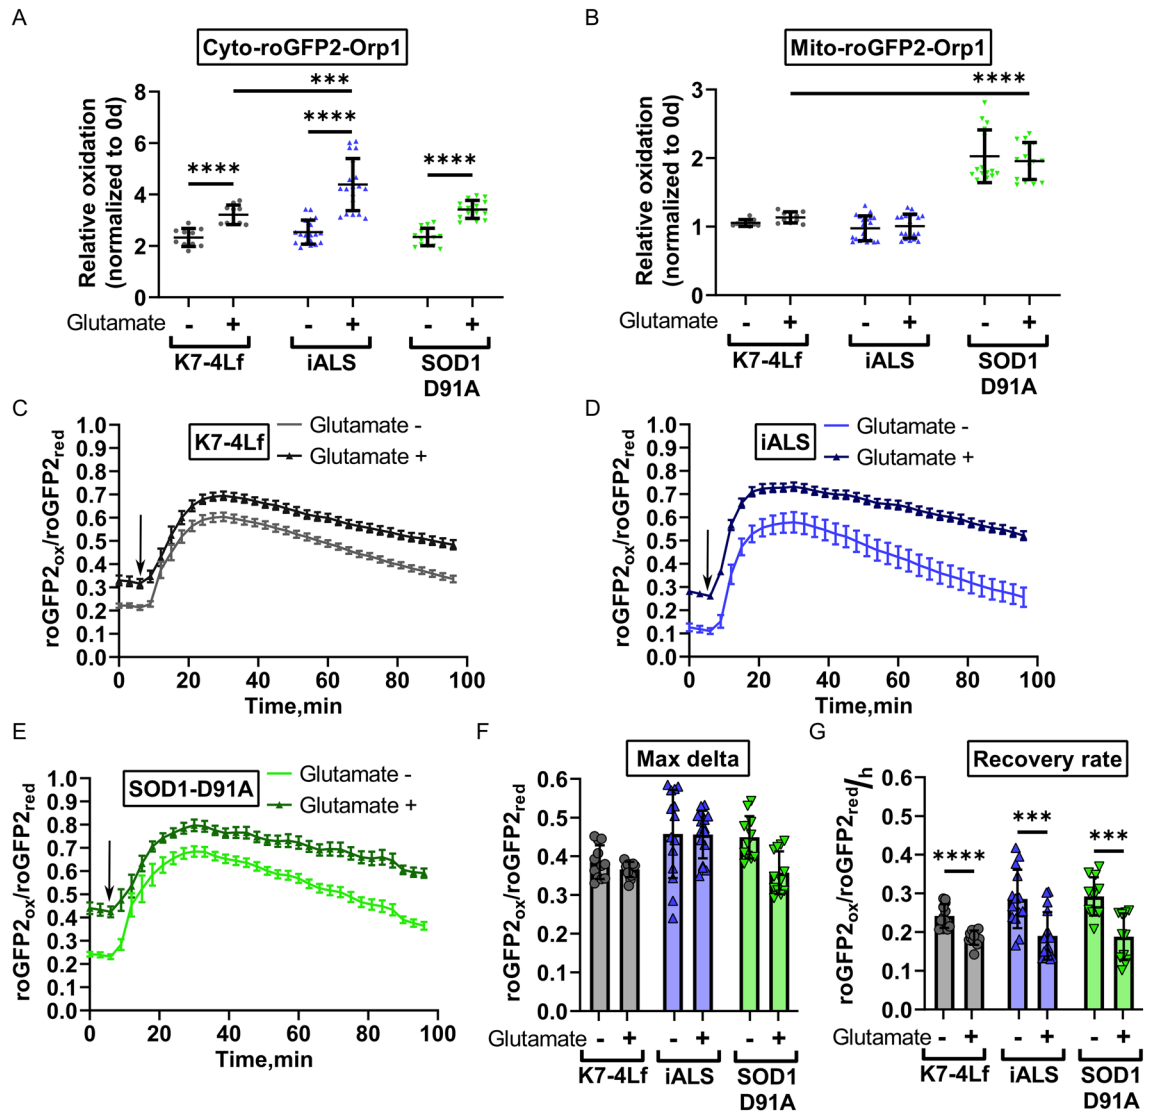 A
Cyto-roGFP2-Orp1
Relative oxidation
(normalized to 0d)
8
6
4
2
0
****
***
****
****
Glutamate - + - + - +
K7-4Lf iALS SOD1
D91A
B
Mito-roGFP2-Orp1
Relative oxidation
(normalized to 0d)
3
2
1
0
****
Glutamate - + - + - +
K7-4Lf iALS SOD1
D91A
C
K7-4Lf
Glutamate -
Glutamate +
roGFP2ox/roGFP2red
1.0
0.9
0.8
0.7
0.6
0.5
0.4
0.3
0.2
0.1
0.0
0 20 40 60 80 100
Time,min
D
iALS
Glutamate -
Glutamate +
roGFP2ox/roGFP2red
1.0
0.9
0.8
0.7
0.6
0.5
0.4
0.3
0.2
0.1
0.0
0 20 40 60 80 100
Time,min
E
SOD1-D91A
Glutamate -
Glutamate +
roGFP2ox/roGFP2red
1.0
0.9
0.8
0.7
0.6
0.5
0.4
0.3
0.2
0.1
0.0
0 20 40 60 80 100
Time,min
F
Max delta
roGFP2ox/roGFP2red
0.6
0.5
0.4
0.3
0.2
0.1
0.0
Glutamate - + - + - +
K7-4Lf iALS SOD1
D91A
G
Recovery rate
roGFP2ox/roGFP2red/h
0.6
0.5
0.4
0.3
0.2
0.1
0.0
****
***
***
Glutamate - + - + - +
K7-4Lf iALS SOD1
D91A